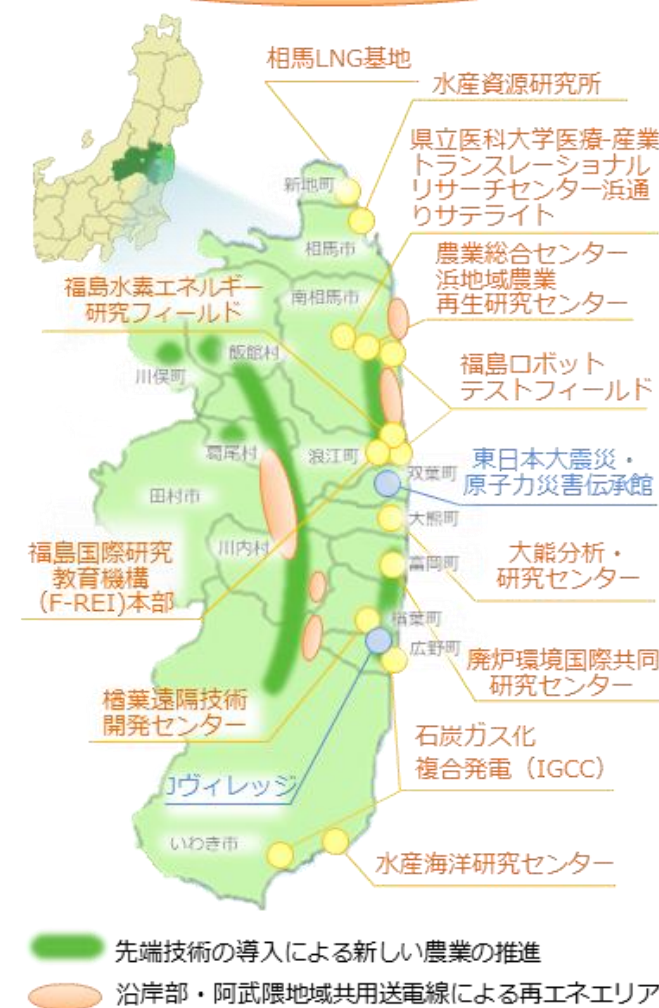 相馬LNG基地
水産資源研究所
県立医科大学医療-産業
トランスレーショナル
リサーチセンター浜通
りサテライト
新地町
相馬市
農業総合センター
浜地域農業
再生研究センター
福島水素エネルギー
研究フィールド
南相馬市
飯館村
川俣町
福島ロボット
テストフィールド
葛尾村
浪江町
双葉町
東日本大震災・
原子力災害伝承館
田村市
大熊町
福島国際研究
教育機構
（F-REI)本部
川内村
富岡町
大熊分析・
研究センター
楢葉町
広野町
廃炉環境国際共同
研究センター
楢葉遠隔技術
開発センター
石炭ガス化
複合発電（IGCC）
Jヴィレッジ
いわき市
水産海洋研究センター
先端技術の導入による新しい農業の推進
沿岸部・阿武隈地域共用送電線による再エネエリア